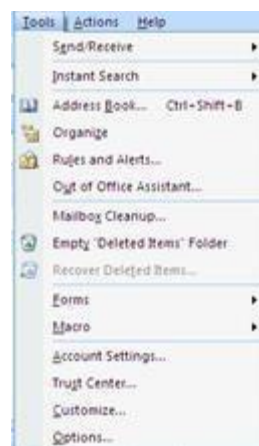 Tools Actions Help
Send/Receive
Instant Search
Address Book... Ctrl+Shift+B
Organize
Rules and Alerts...
Out of Office Assistant...
Mailbox Cleanup...
Empty "Deleted Items" Folder
Recover Deleted Items...
Forms
Macro
Account Settings...
Trust Center...
Customize...
Options...